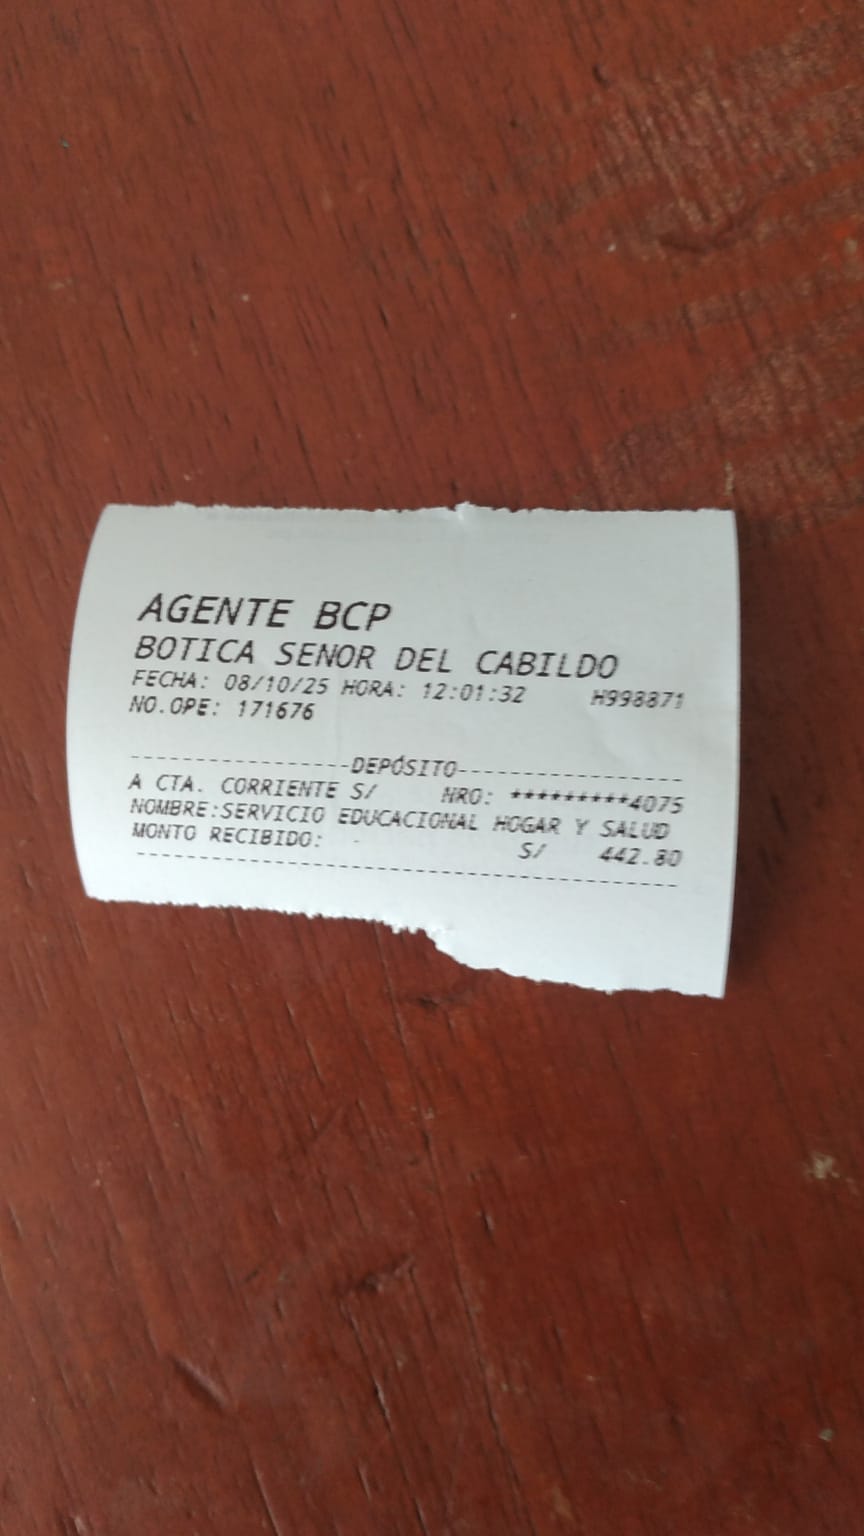 AGENTE BCP
BOTICA SENOR DEL CABILDO
FECHA: 08/10/25 HORA: 12:01:32 H998871
NO.OPE: 171676
-----------------DEPÓSITO-----------------
A CTA. CORRIENTE S/ NRO: *********4075
NOMBRE:SERVICIO EDUCACIONAL HOGAR Y SALUD
MONTO RECIBIDO: S/ 442.80
------------------------------------------